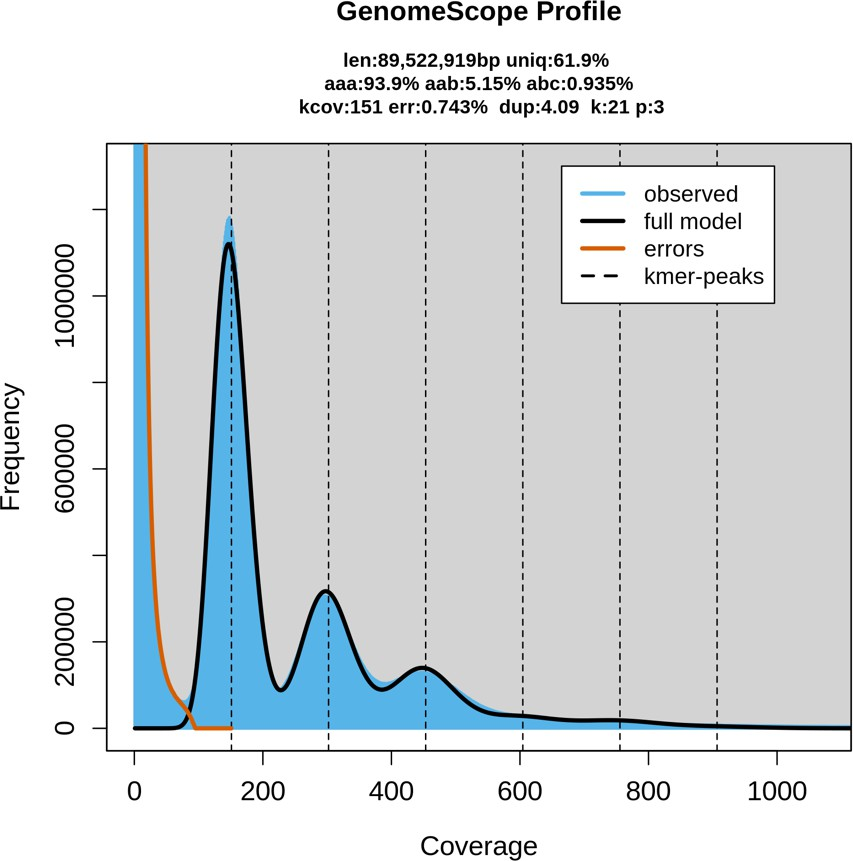 GenomeScope Profile
len:89,522,919bp uniq:61.9%
aaa:93.9% aab:5.15% abc:0.935%
kcov:151 err:0.743%  dup:4.09  k:21 p:3
observed
full model
errors
kmer-peaks
Frequency
1000000
600000
200000
0
0 200 400 600 800 1000
Coverage